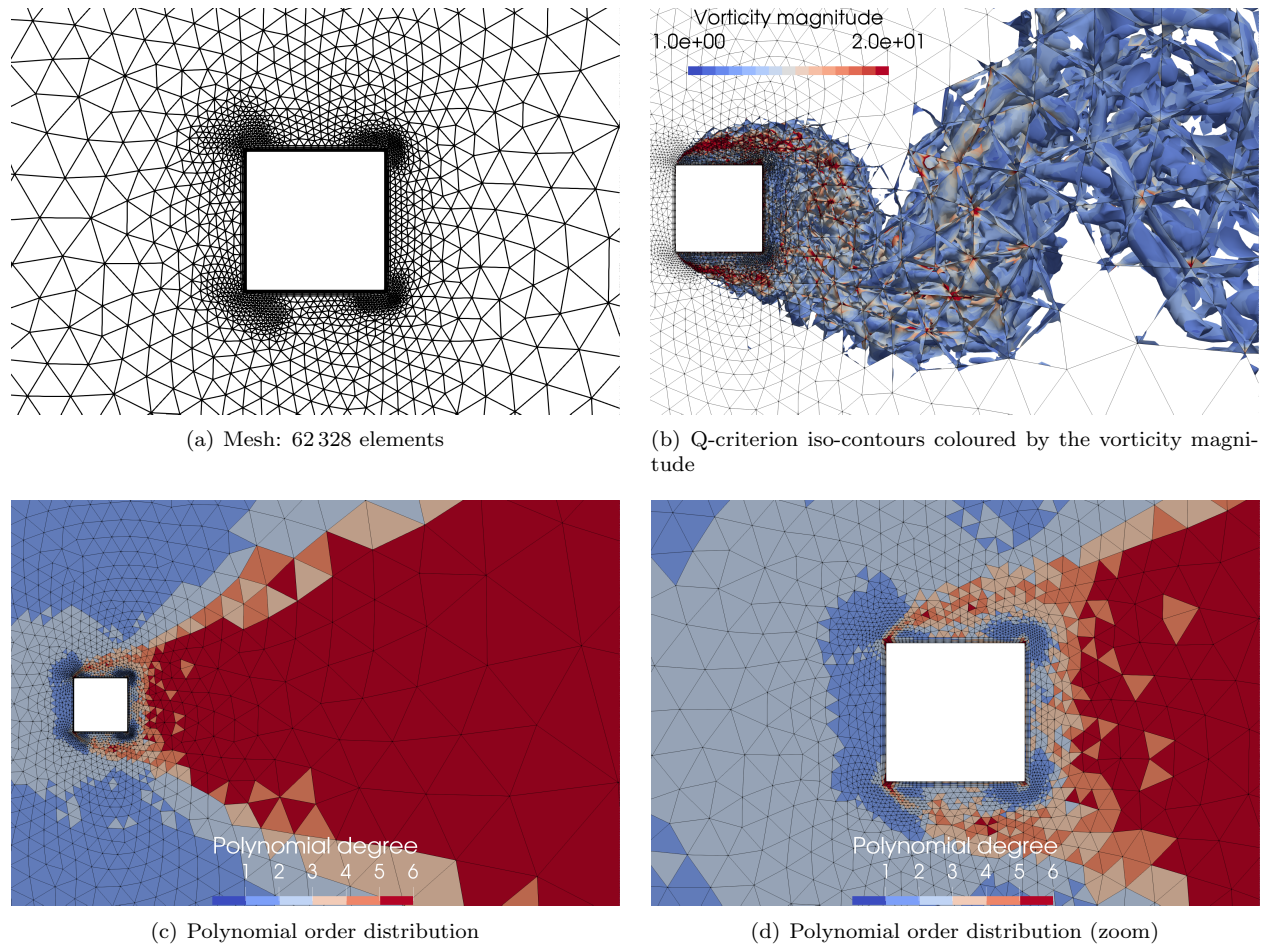 Vorticity magnitude
1.0e+00 2.0e+01
(a) Mesh: 62 328 elements
(b) Q-criterion iso-contours coloured by the vorticity magni-
tude
Polynomial degree
1 2 3 4 5 6
Polynomial degree
1 2 3 4 5 6
(c) Polynomial order distribution
(d) Polynomial order distribution (zoom)